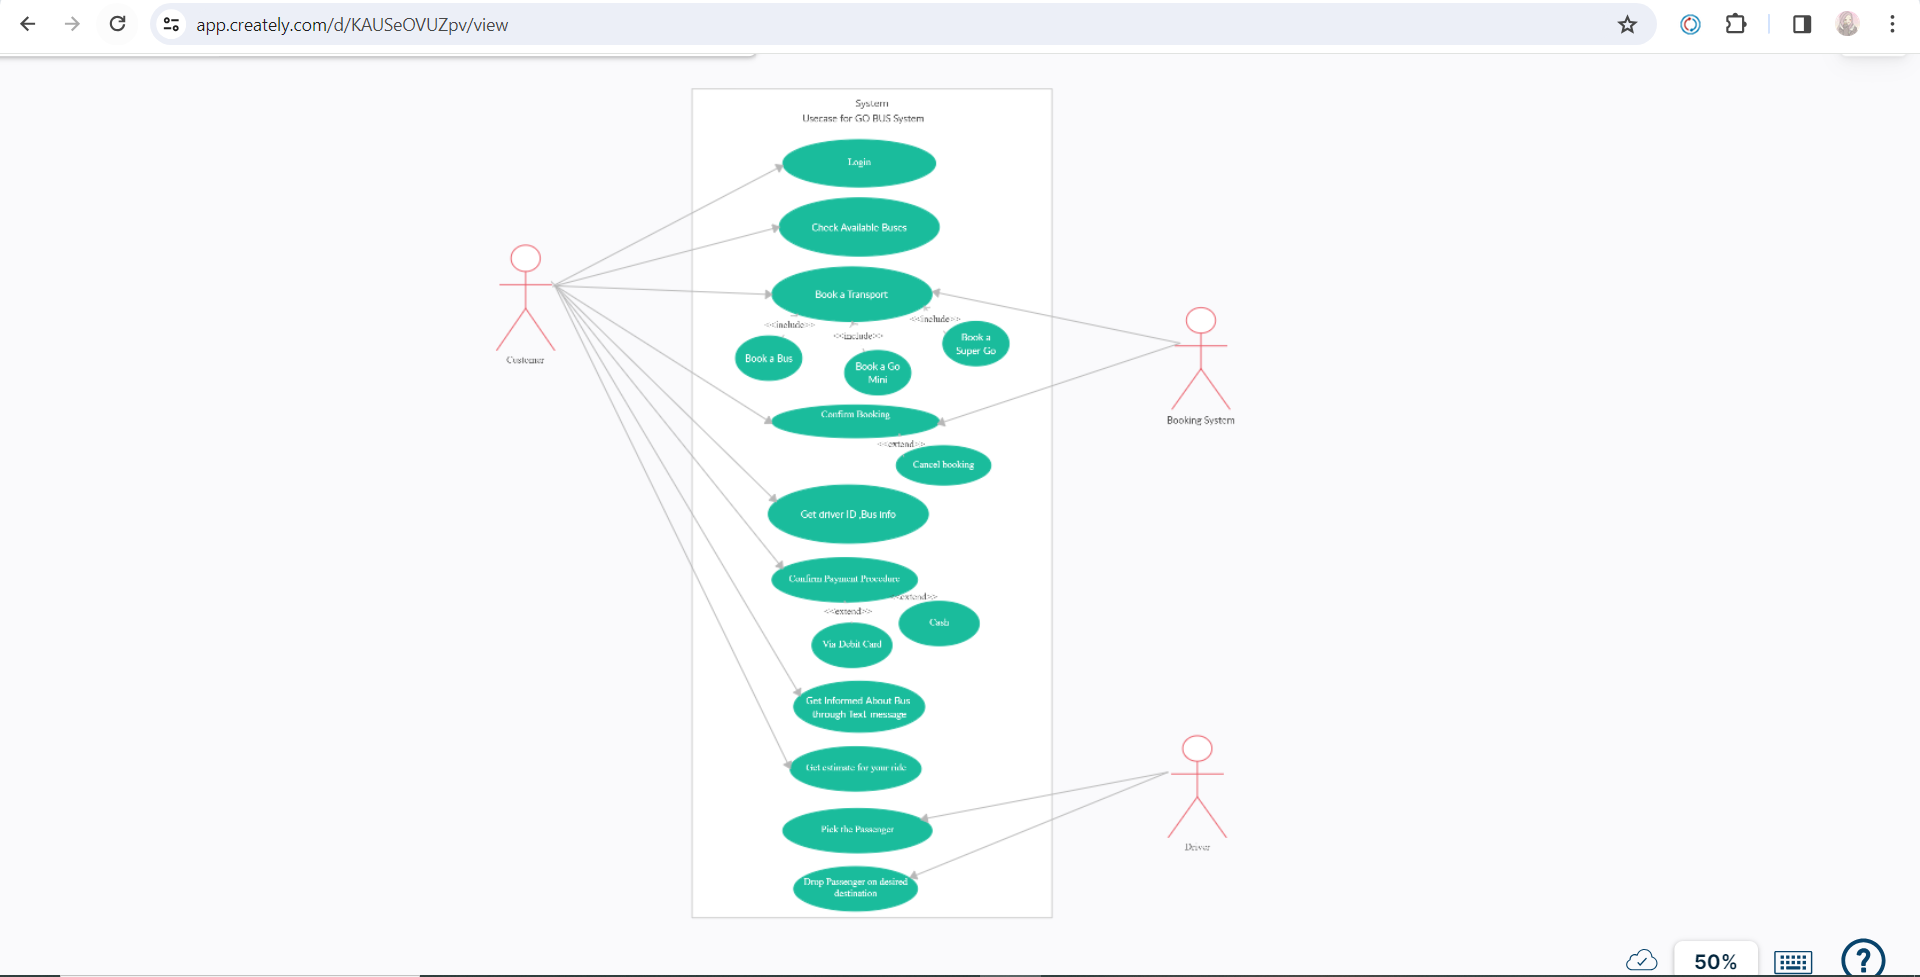 app.creately.com/d/KAUSeOVUZpv/view
System
Usecase for GO BUS System
Login
Check Available Buses
Book a Transport
<<include>>
<<include>>
<<include>>
Book a
Super Go
Book a Bus
Book a Go
Mini
Confirm Booking
<<extend>>
Cancel booking
Get driver ID ,Bus info
Confirm Payment Procedure
<<extend>>
<<extend>>
Cash
Via Debit Card
Get Informed About Bus
through Text message
Get estimate for your ride
Pick the Passenger
Drop Passenger on desired
destination
Customer
Booking System
Driver
50%
?